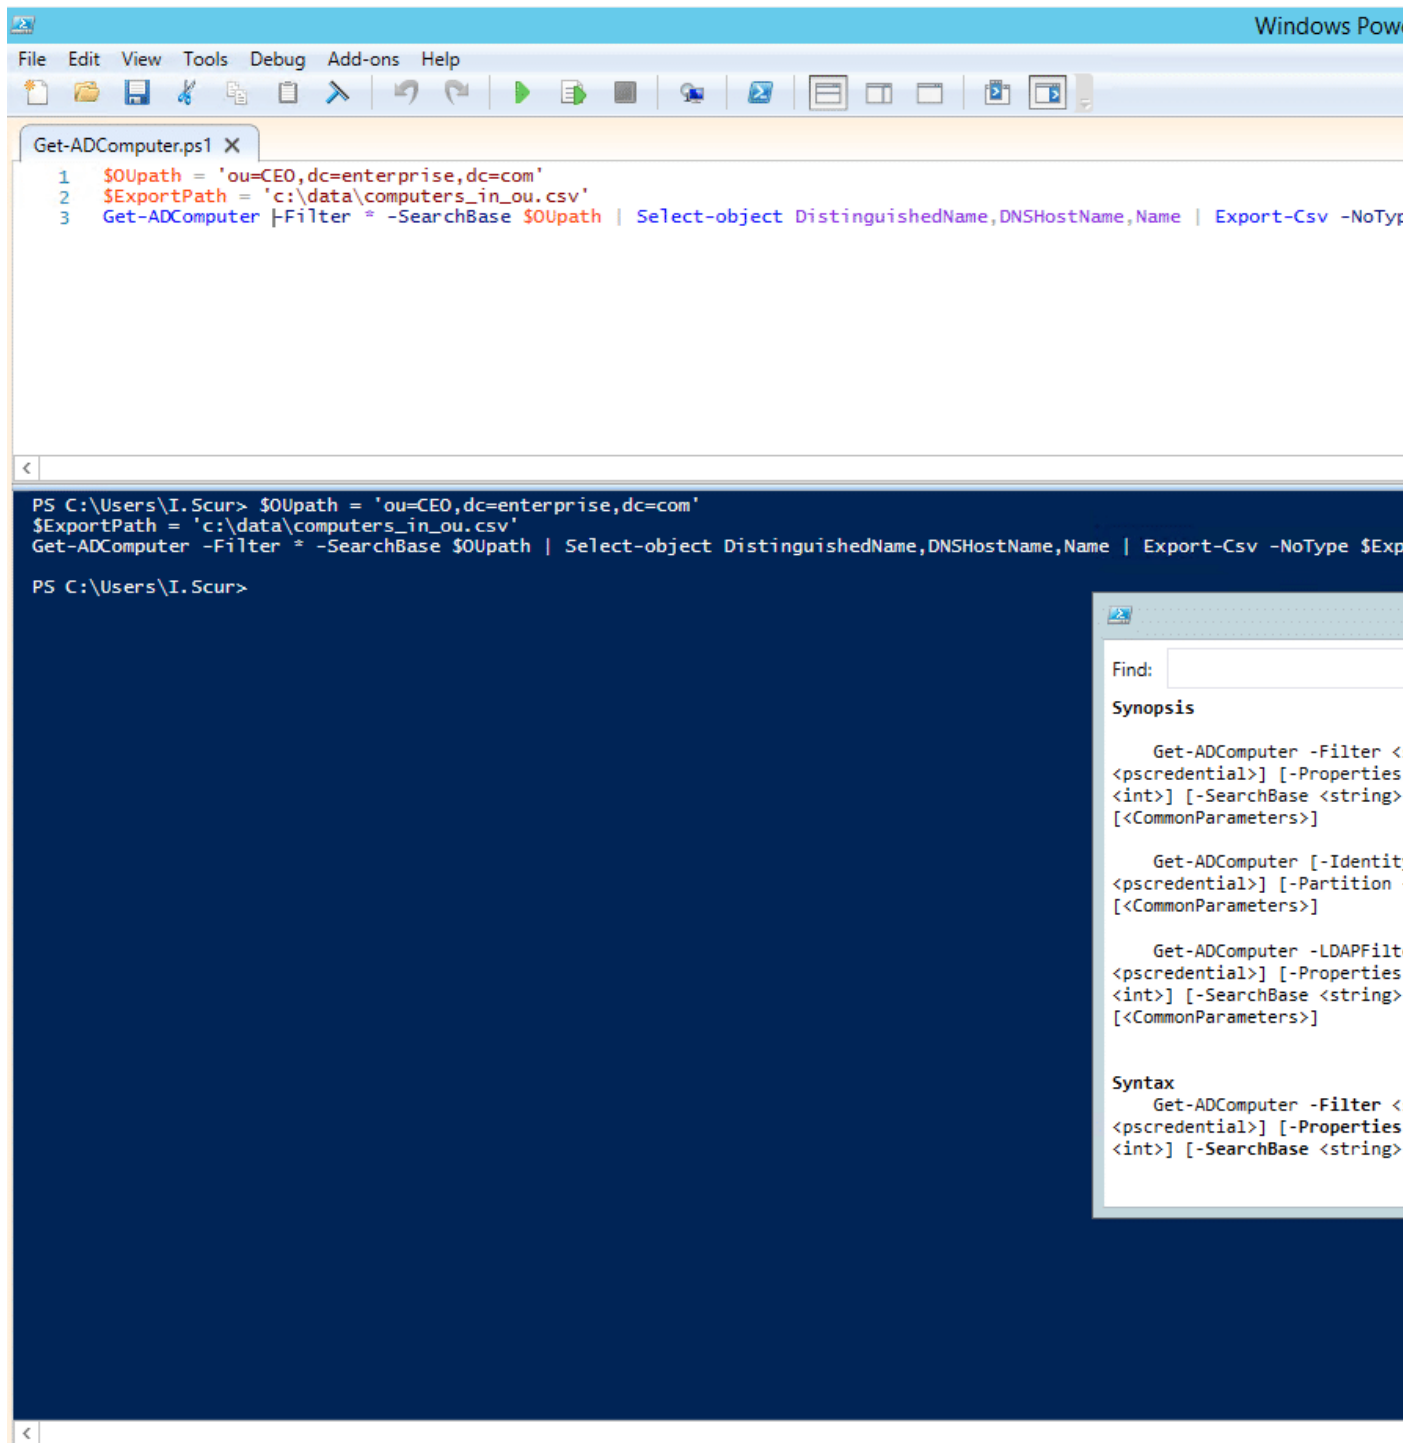 Windows Pow
File Edit View Tools Debug Add-ons Help
Get-ADComputer.ps1
1 $OUpath = 'ou=CEO,dc=enterprise,dc=com'
2 $ExportPath = 'c:\data\computers_in_ou.csv'
3 Get-ADComputer -Filter * -SearchBase $OUpath | Select-object DistinguishedName,DNSHostName,Name | Export-Csv -NoTyp
PS C:\Users\I.Scur> $OUpath = 'ou=CEO,dc=enterprise,dc=com'
$ExportPath = 'c:\data\computers_in_ou.csv'
Get-ADComputer -Filter * -SearchBase $OUpath | Select-object DistinguishedName,DNSHostName,Name | Export-Csv -NoType $Exp
PS C:\Users\I.Scur>
Find:
Synopsis
Get-ADComputer -Filter <
<pscredential>] [-Properties
<int>] [-SearchBase <string>
[<CommonParameters>]
Get-ADComputer [-Identit
<pscredential>] [-Partition
[<CommonParameters>]
Get-ADComputer -LDAPFilt
<pscredential>] [-Properties
<int>] [-SearchBase <string>
[<CommonParameters>]
Syntax
Get-ADComputer -Filter <
<pscredential>] [-Properties
<int>] [-SearchBase <string>